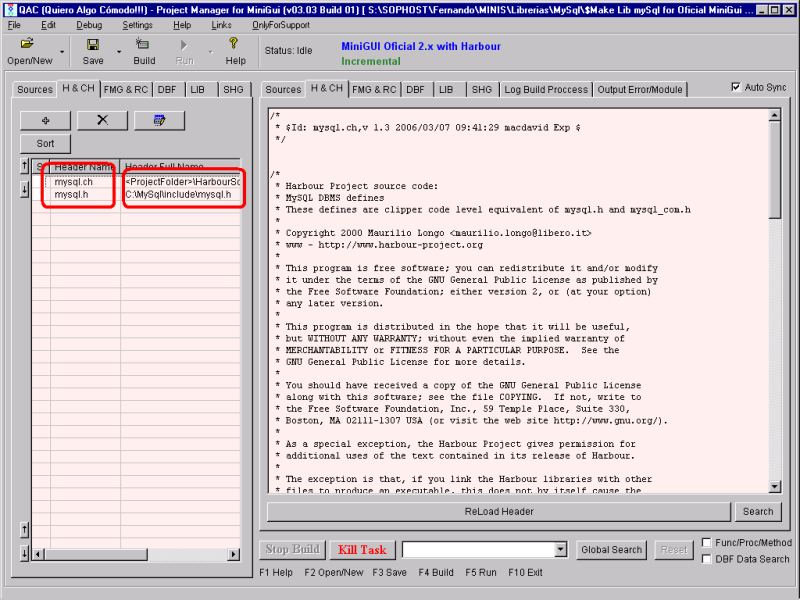 QAC (Quiero Algo Cómodo!!!) - Project Manager for MiniGui (v03.03 Build 01) [ S:\SOPHOST\Fernando\MINIS\Librerias\MySql\$Make Lib mySql for Oficial MiniGui ...
File Edit Debug Settings Help Links OnlyForSupport
Open/New Save Build Run Help
Status: Idle
MiniGUI Oficial 2.x with Harbour
Incremental
Sources H & CH FMG & RC DBF LIB SHG
Sort
S Header Name Header Full Name
mysql.ch <ProjectFolder>\HarbourSc
mysql.h C:\MySql\include\mysql.h
Sources H & CH FMG & RC DBF LIB SHG Log Build Proccess Output Error/Module Auto Sync
/*
* $Id: mysql.ch,v 1.3 2006/03/07 09:41:29 macdavid Exp $
*/
/*
* Harbour Project source code:
* MySQL DBMS defines
* These defines are clipper code level equivalent of mysql.h and mysql_com.h
*
* Copyright 2000 Maurilio Longo <maurilio.longo@libero.it>
* www - http://www.harbour-project.org
*
* This program is free software; you can redistribute it and/or modify
* it under the terms of the GNU General Public License as published by
* the Free Software Foundation; either version 2, or (at your option)
* any later version.
*
* This program is distributed in the hope that it will be useful,
* but WITHOUT ANY WARRANTY; without even the implied warranty of
* MERCHANTABILITY or FITNESS FOR A PARTICULAR PURPOSE. See the
* GNU General Public License for more details.
*
* You should have received a copy of the GNU General Public License
* along with this software; see the file COPYING. If not, write to
* the Free Software Foundation, Inc., 59 Temple Place, Suite 330,
* Boston, MA 02111-1307 USA (or visit the web site http://www.gnu.org/).
*
* As a special exception, the Harbour Project gives permission for
* additional uses of the text contained in its release of Harbour.
*
* The exception is that, if you link the Harbour libraries with other
* files to produce an executable, this does not by itself cause the
ReLoad Header Search
Stop Build Kill Task Global Search Reset Func/Proc/Method
DBF Data Search
F1 Help F2 Open/New F3 Save F4 Build F5 Run F10 Exit